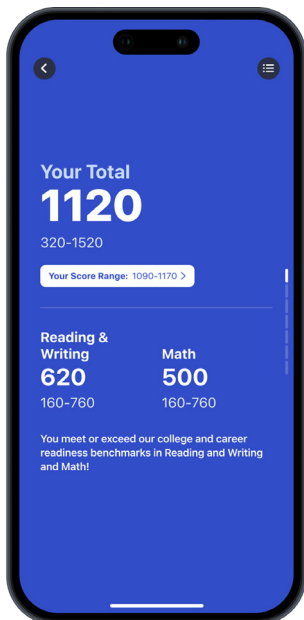 Your Total
1120
320-1520
Your Score Range: 1090-1170 >
Reading &
Writing
620
160-760
Math
500
160-760
You meet or exceed our college and career
readiness benchmarks in Reading and Writing
and Math!